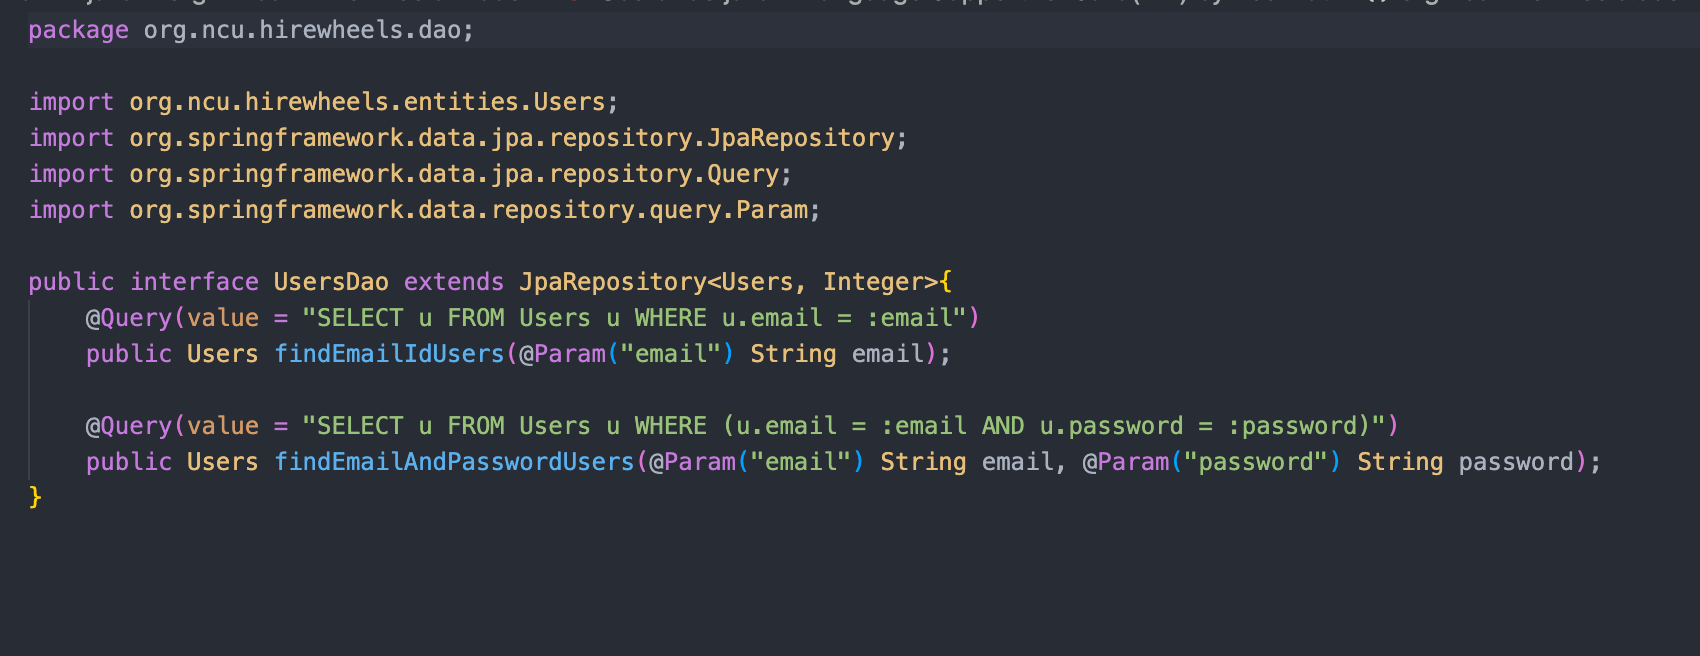 package org.ncu.hirewheels.dao;
import org.ncu.hirewheels.entities.Users;
import org.springframework.data.jpa.repository.JpaRepository;
import org.springframework.data.jpa.repository.Query;
import org.springframework.data.repository.query.Param;
public interface UsersDao extends JpaRepository<Users, Integer>{
@Query(value = "SELECT u FROM Users u WHERE u.email = :email")
public Users findEmailIdUsers(@Param("email") String email);
@Query(value = "SELECT u FROM Users u WHERE (u.email = :email AND u.password = :password)")
public Users findEmailAndPasswordUsers(@Param("email") String email, @Param("password") String password);
}